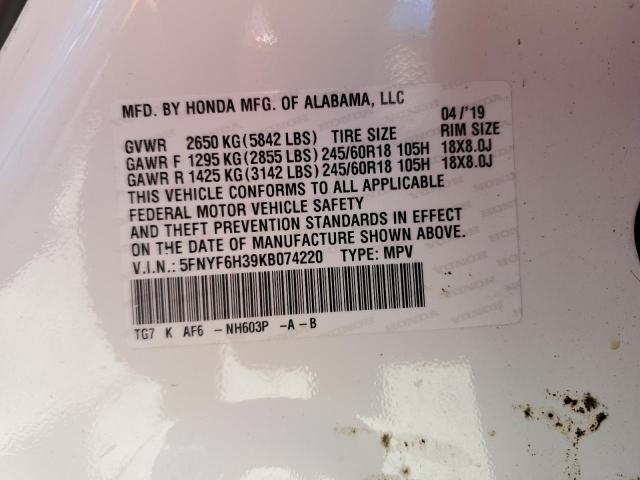 MFD. BY HONDA MFG. OF ALABAMA, LLC 04/'19
GVWR 2650 KG (5842 LBS) TIRE SIZE RIM SIZE
GAWR F 1295 KG (2855 LBS) 245/60R18 105H 18X8.0J
GAWR R 1425 KG (3142 LBS) 245/60R18 105H 18X8.0J
THIS VEHICLE CONFORMS TO ALL APPLICABLE
FEDERAL MOTOR VEHICLE SAFETY
AND THEFT PREVENTION STANDARDS IN EFFECT
ON THE DATE OF MANUFACTURE SHOWN ABOVE.
V.I.N.: 5FNYF6H39KB074220 TYPE: MPV
TG7 K AF6 -NH603P -A-B